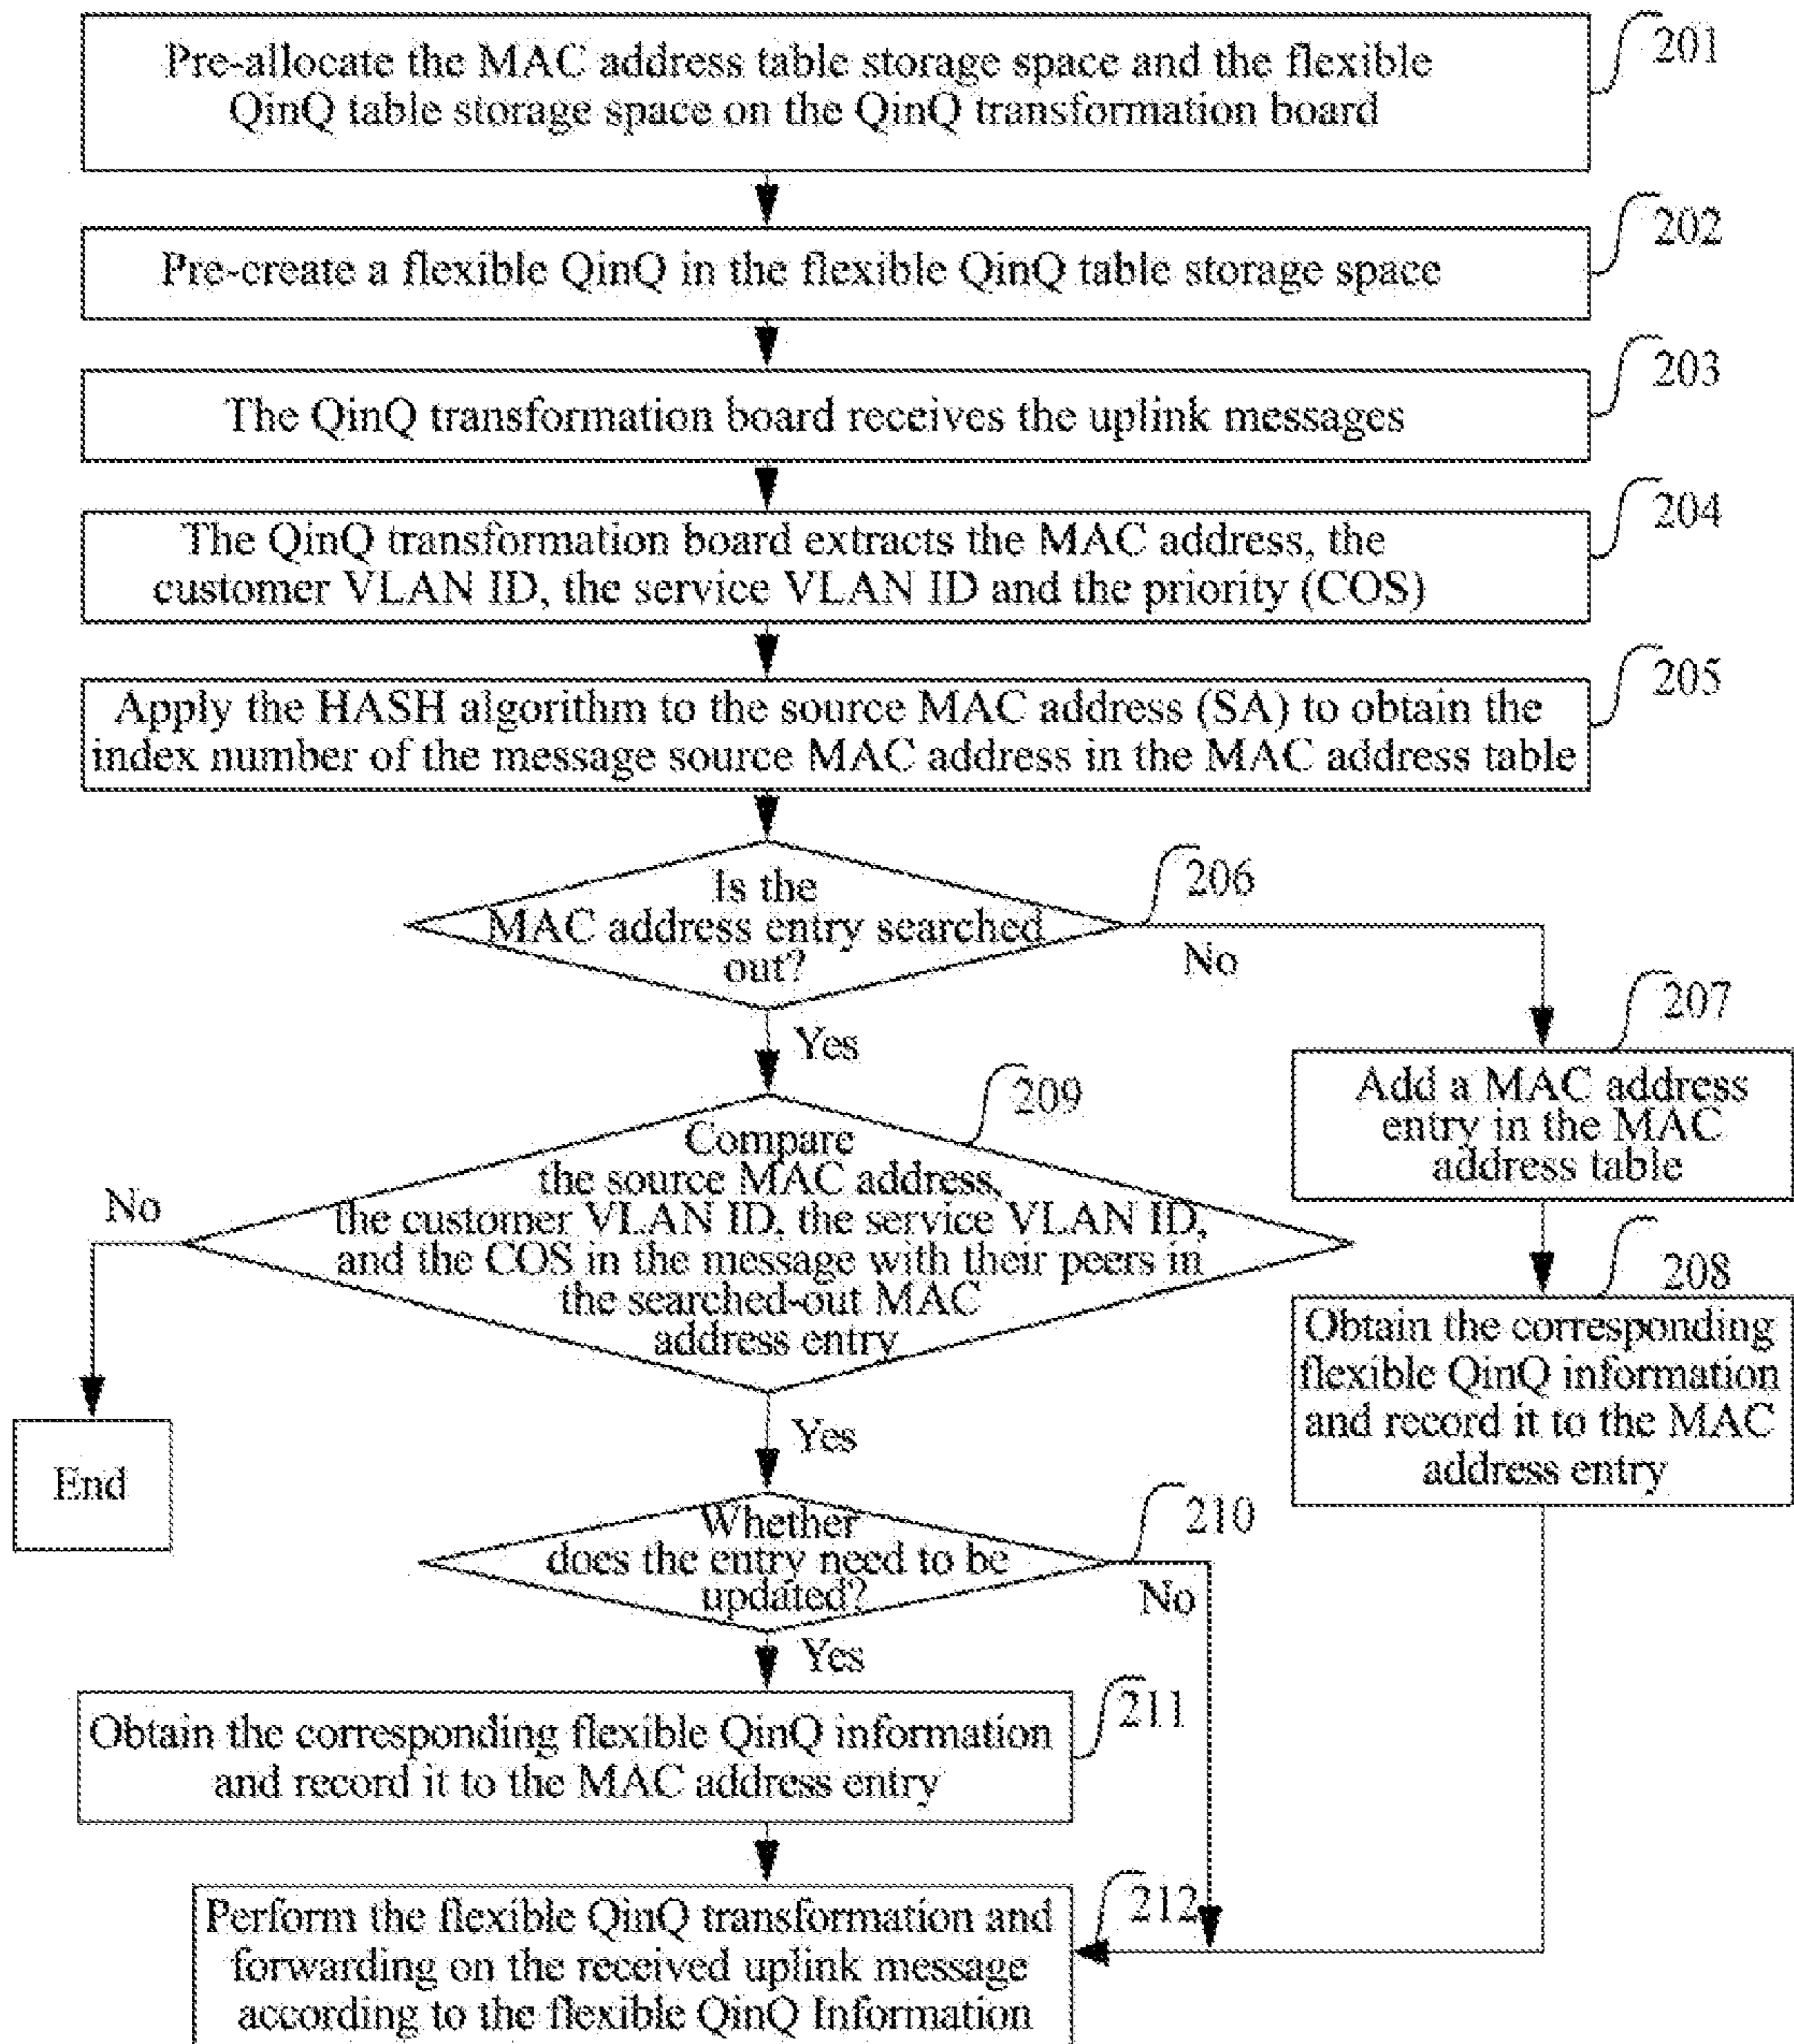 Pre-allocate the MAC address table storage space and the flexible
QinQ table storage space on the QinQ transformation board
201
Pre-create a flexible QinQ in the flexible QinQ table storage space
202
The QinQ transformation board receives the uplink messages
203
The QinQ transformation board extracts the MAC address, the
customer VLAN ID, the service VLAN ID and the priority (COS)
204
Apply the HASH algorithm to the source MAC address (SA) to obtain the
index number of the message source MAC address in the MAC address table
205
Is the
MAC address entry searched
out?
206
No
Yes
207
Add a MAC address
entry in the MAC
address table
209
Compare
the source MAC address,
the customer VLAN ID, the service VLAN ID,
and the COS in the message with their peers in
the searched-out MAC
address entry
No
End
Yes
208
Obtain the corresponding
flexible QinQ information
and record it to the MAC
address entry
Whether
does the entry need to be
updated?
210
No
Yes
Obtain the corresponding flexible QinQ information
and record it to the MAC address entry
211
Perform the flexible QinQ transformation and
forwarding on the received uplink message
according to the flexible QinQ Information
212